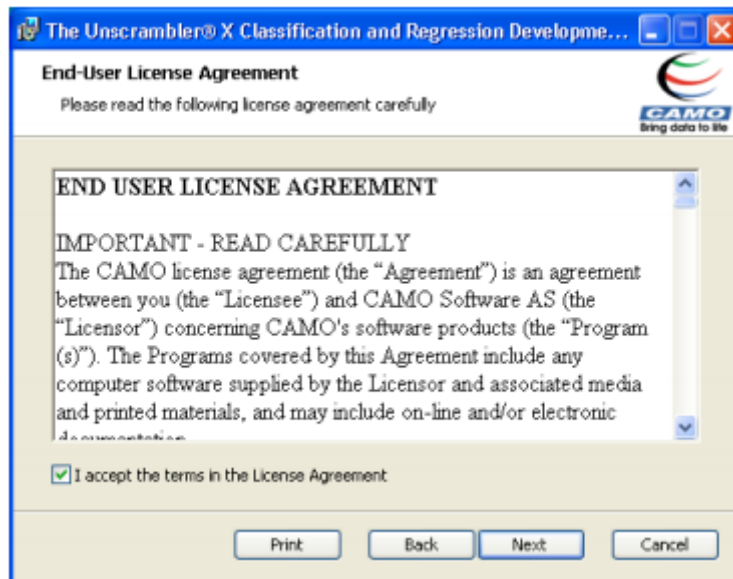 The Unscrambler® X Classification and Regression Developme...
End-User License Agreement
Please read the following license agreement carefully
CAMO
Bring data to life
END USER LICENSE AGREEMENT
IMPORTANT - READ CAREFULLY
The CAMO license agreement (the “Agreement”) is an agreement
between you (the “Licensee”) and CAMO Software AS (the
“Licensor”) concerning CAMO's software products (the “Program
(s)”). The Programs covered by this Agreement include any
computer software supplied by the Licensor and associated media
and printed materials, and may include on-line and/or electronic
documentation
I accept the terms in the License Agreement
Print
Back
Next
Cancel